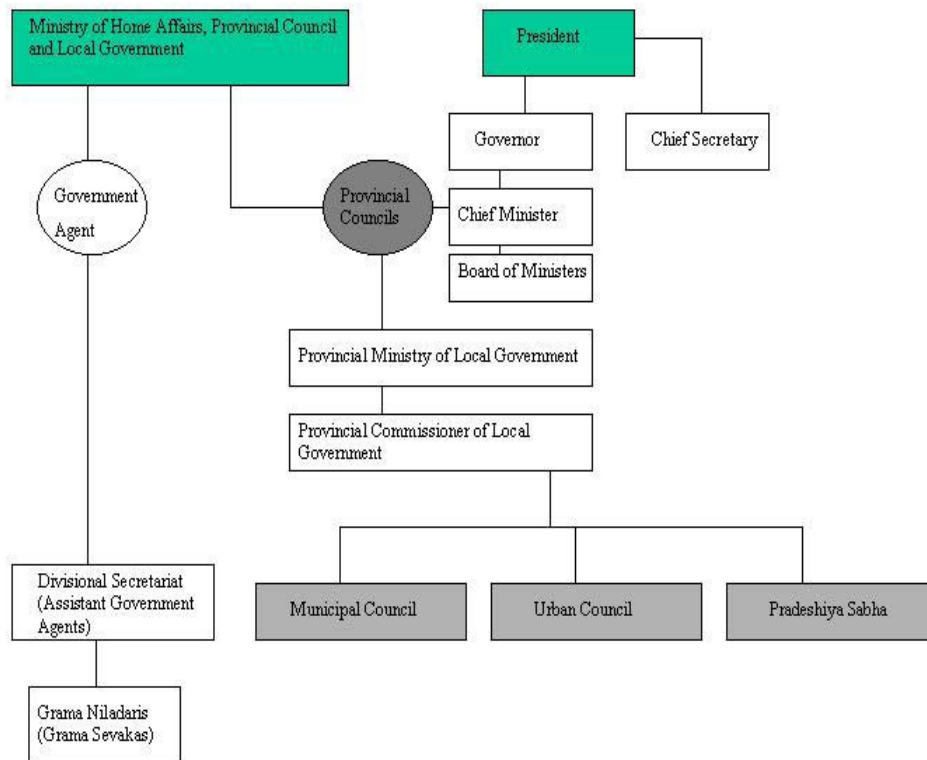 Ministry of Home Affairs, Provincial Council
and Local Government
President
Governor
Chief Secretary
Government
Agent
Provincial
Councils
Chief Minister
Board of Ministers
Provincial Ministry of Local Government
Provincial Commissioner of Local
Government
Divisional Secretariat
(Assistant Government
Agents)
Municipal Council
Urban Council
Pradeshiya Sabha
Grama Niladaris
(Grama Sevakas)